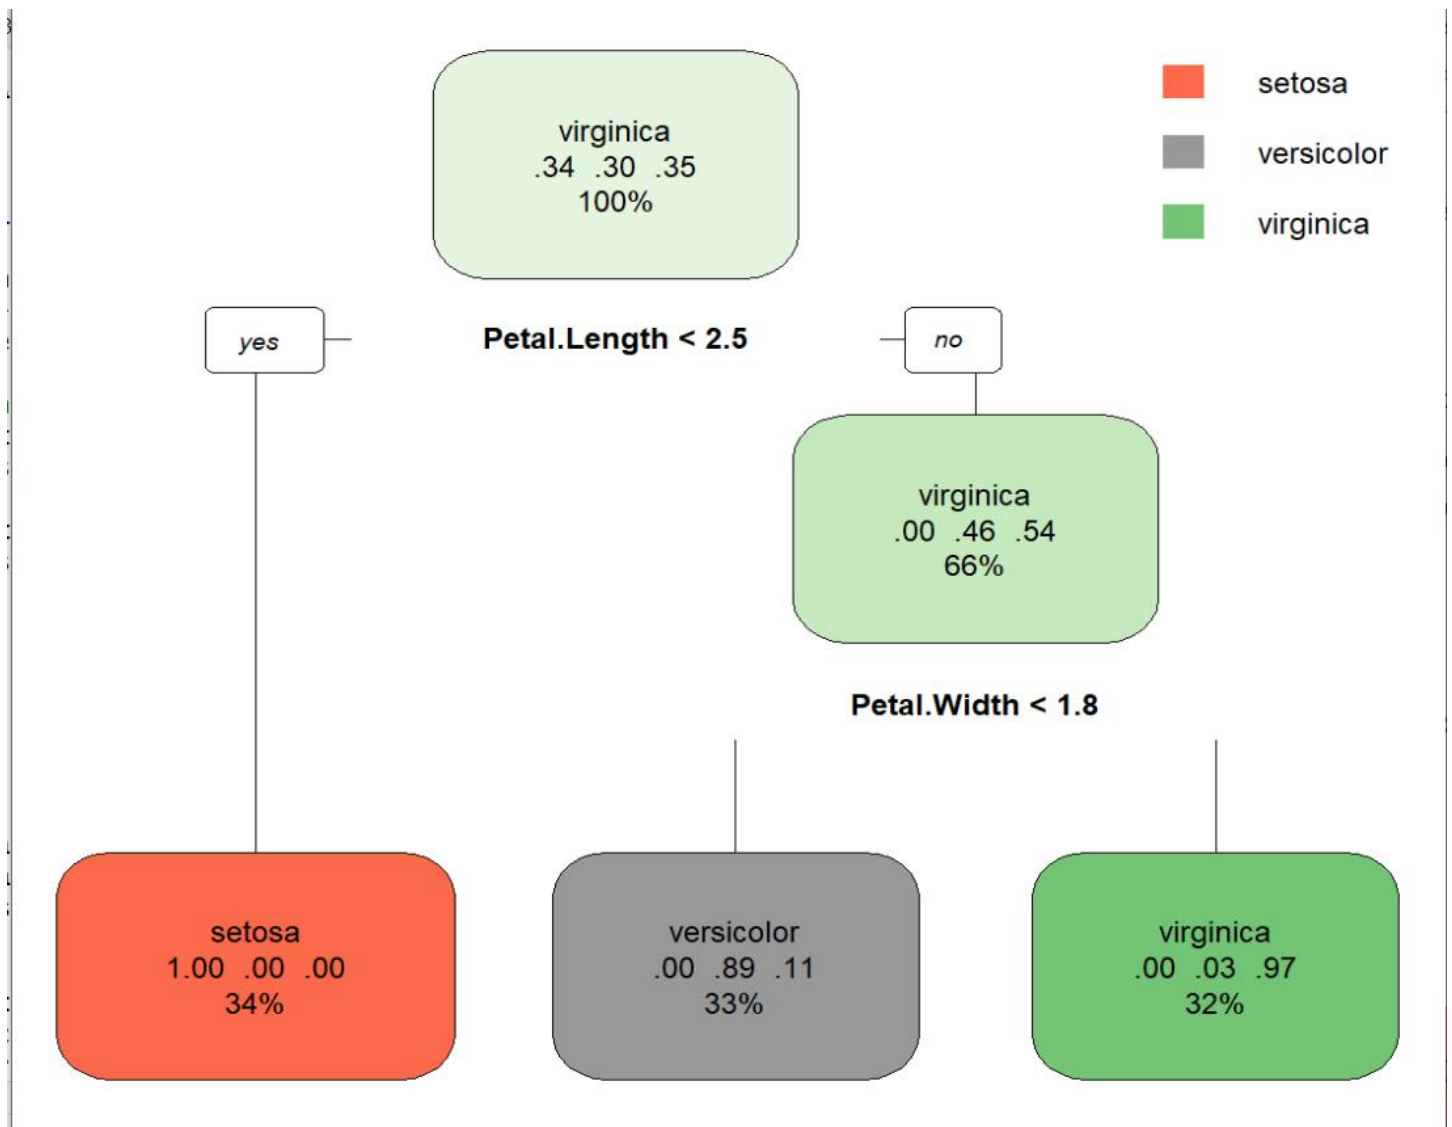 virginica
.34 .30 .35
100%
setosa
versicolor
virginica
yes
Petal.Length < 2.5
no
virginica
.00 .46 .54
66%
Petal.Width < 1.8
setosa
1.00 .00 .00
34%
versicolor
.00 .89 .11
33%
virginica
.00 .03 .97
32%